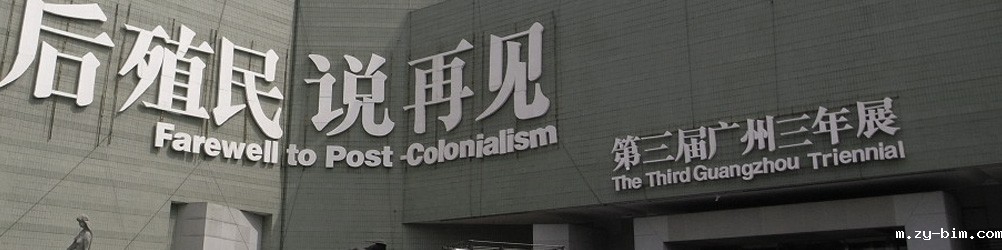 后殖民说再见
Farewell to Post-Colonialism
第三届广州三年展
The Third Guangzhou Triennial
m.zy-bim.com